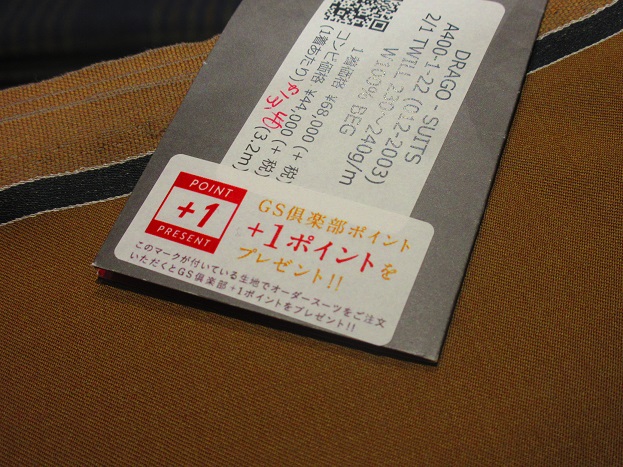 DRAGO SUITS
A400-1-22 (C12-2003)
2/1 TWILL 230~240g/m
W100% BEG
1着価格 ¥68,000 (+税)
コンビ価格 ¥44,000 (+税)
(1着あたり) (3.2m)
POINT
+1
PRESENT
GS倶楽部ポイント
+1ポイントを
プレゼント!!
このマークが付いている生地でオーダースーツをご注文
いただくとGS倶楽部+1ポイントをプレゼント!!